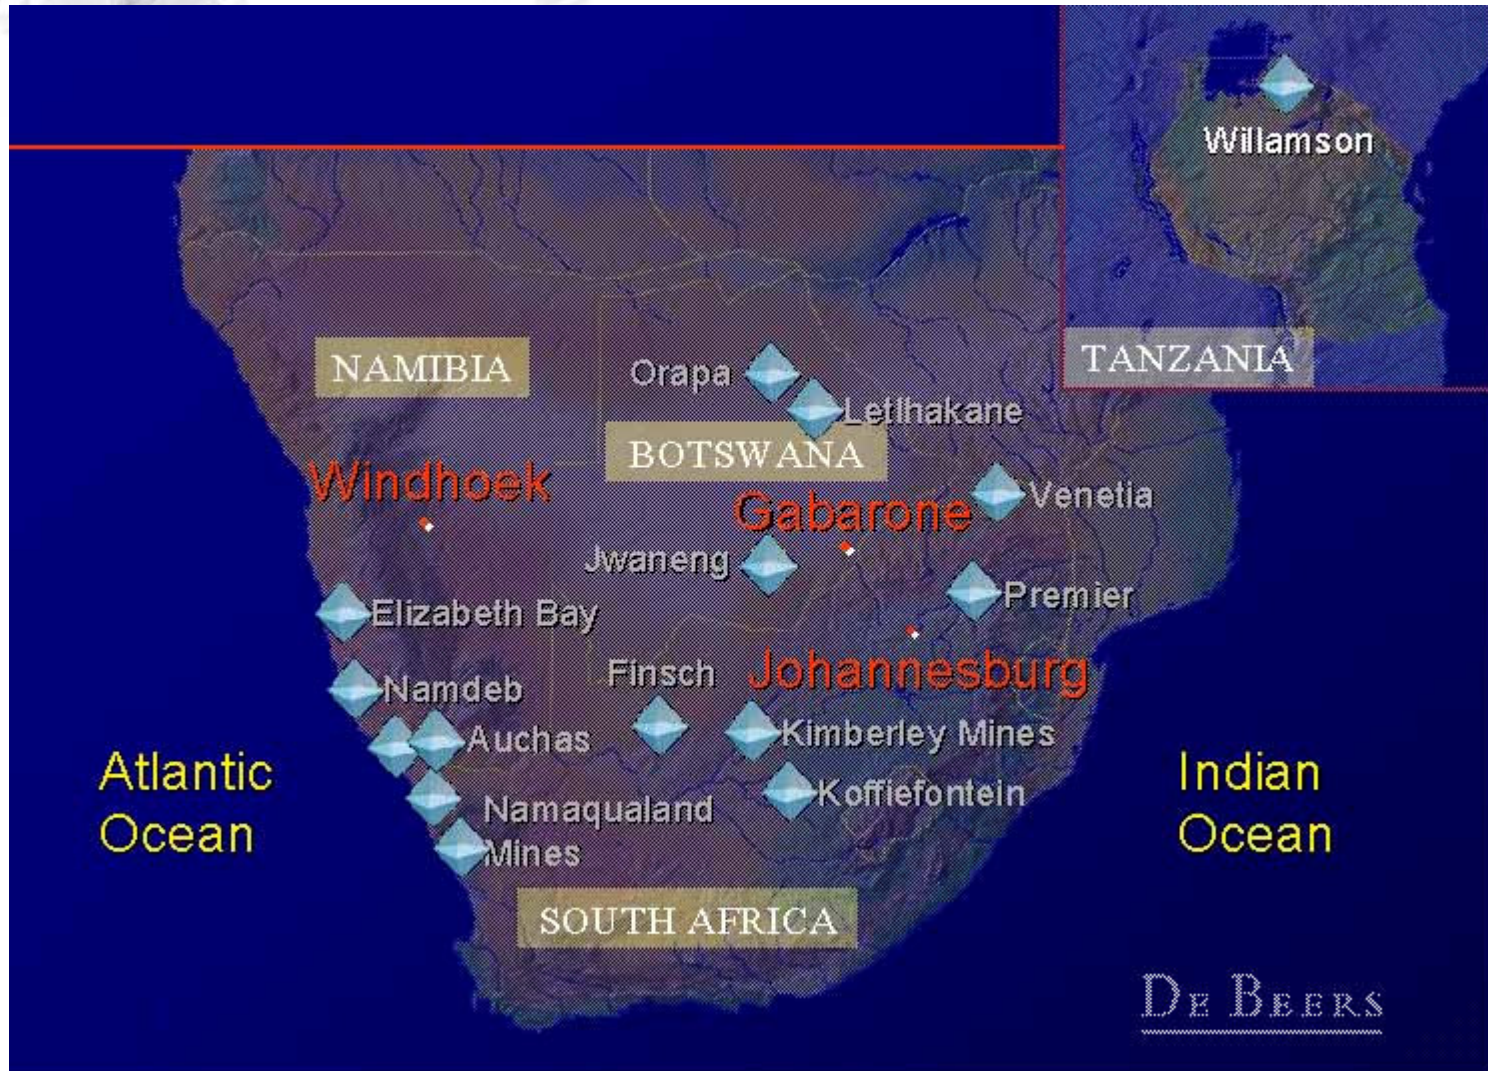 Willamson
TANZANIA
NAMIBIA
Orapa
Letlhakane
BOTSWANA
Windhoek
Gabarone
Venetia
Jwaneng
Premier
Elizabeth Bay
Finsch
Johannesburg
Namdeb
Auchas
Kimberley Mines
Atlantic
Ocean
Indian
Ocean
Koffiefontein
Namaqualand
Mines
SOUTH AFRICA
DE BEERS